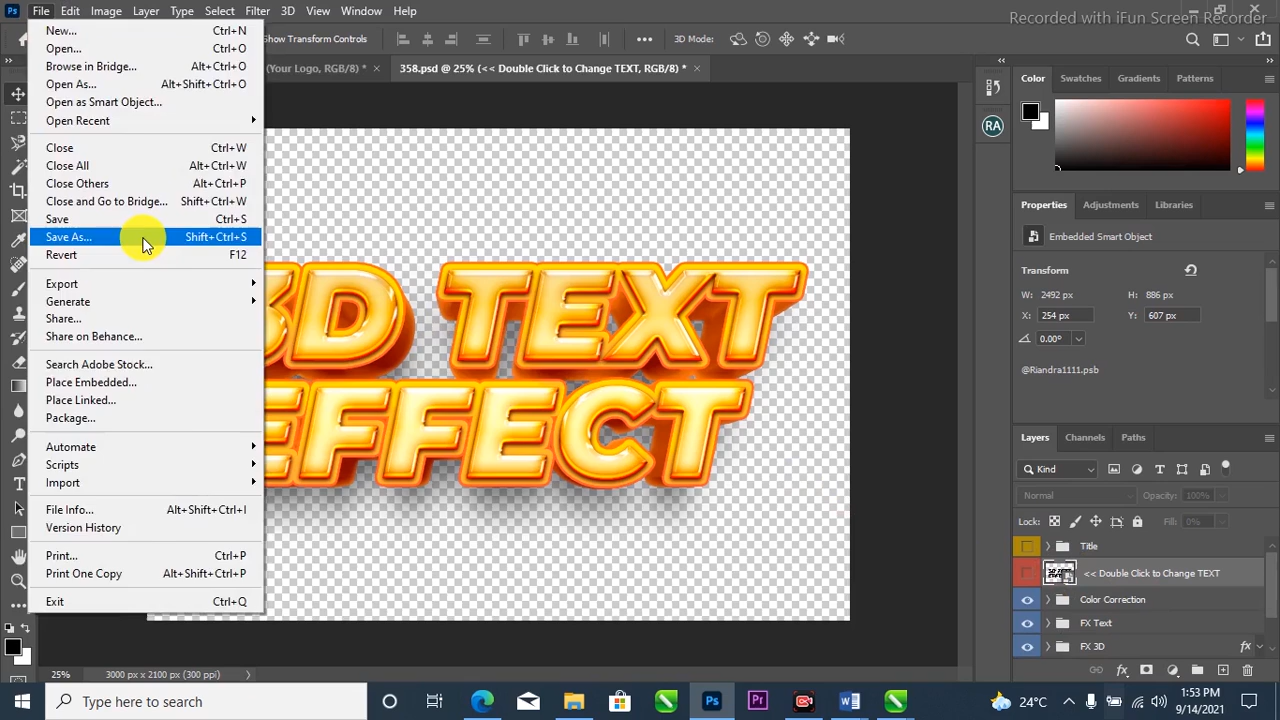 Ps File Edit Image Layer Type Select Filter 3D View Window Help
Recorded with iFun Screen Recorder
Show Transform Controls 3D Mode:
(Your Logo, RGB/8) * × 358.psd @ 25% (<< Double Click to Change TEXT, RGB/8) * ×
New... Ctrl+N
Open... Ctrl+O
Browse in Bridge... Alt+Ctrl+O
Open As... Alt+Shift+Ctrl+O
Open as Smart Object...
Open Recent
Close Ctrl+W
Close All Alt+Ctrl+W
Close Others Alt+Ctrl+P
Close and Go to Bridge... Shift+Ctrl+W
Save Ctrl+S
Save As... Shift+Ctrl+S
Revert F12
Export
Generate
Share...
Share on Behance...
Search Adobe Stock...
Place Embedded...
Place Linked...
Package...
Automate
Scripts
Import
File Info... Alt+Shift+Ctrl+I
Version History
Print... Ctrl+P
Print One Copy Alt+Shift+Ctrl+P
Exit Ctrl+Q
3D TEXT
EFFECT
RA
Color Swatches Gradients Patterns
Properties Adjustments Libraries
Embedded Smart Object
Transform
W: 2492 px H: 886 px
X: 254 px Y: 607 px
0.00°
@Riandra1111.psb
Layers Channels Paths
Kind
Normal Opacity: 100%
Lock: Fill: 0%
Title
<< Double Click to Change TEXT
Color Correction
FX Text
FX 3D fx
fx
25% 3000 px x 2100 px (300 ppi)
Type here to search
Ps Pr W 24°C
1:53 PM
9/14/2021